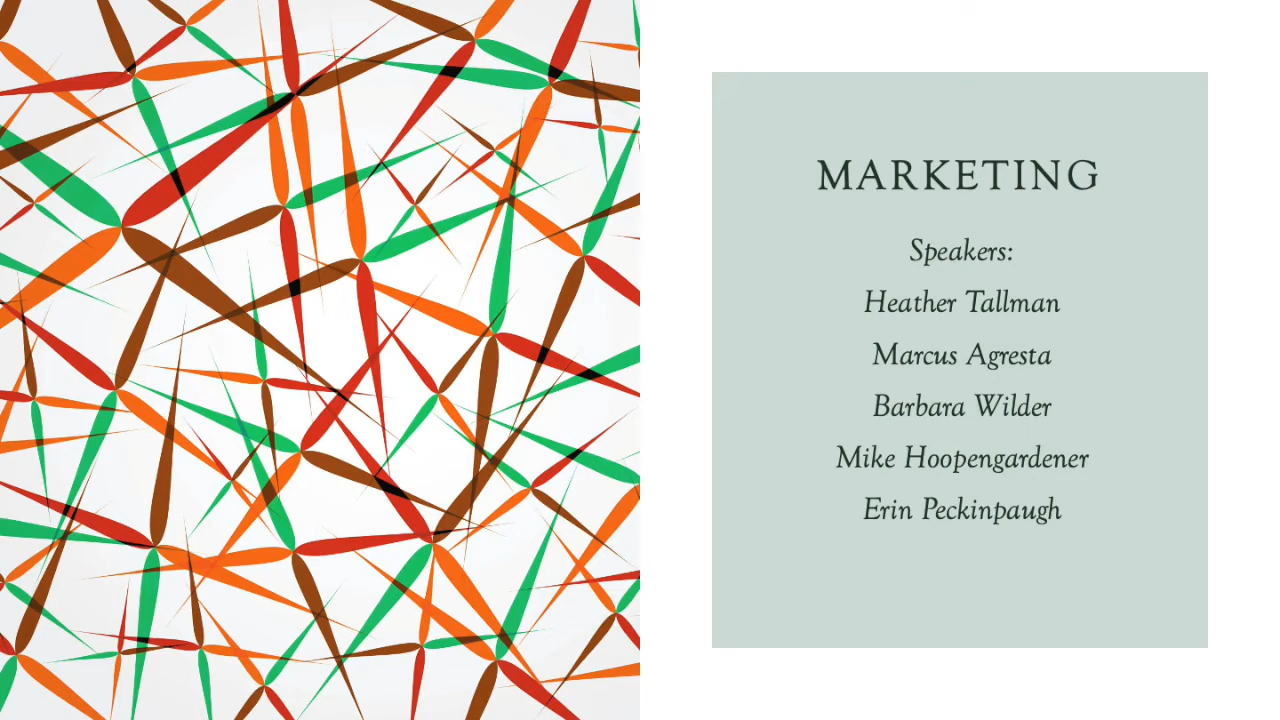 MARKETING
Speakers:
Heather Tallman
Marcus Agresta
Barbara Wilder
Mike Hoopengardener
Erin Peckinpaugh